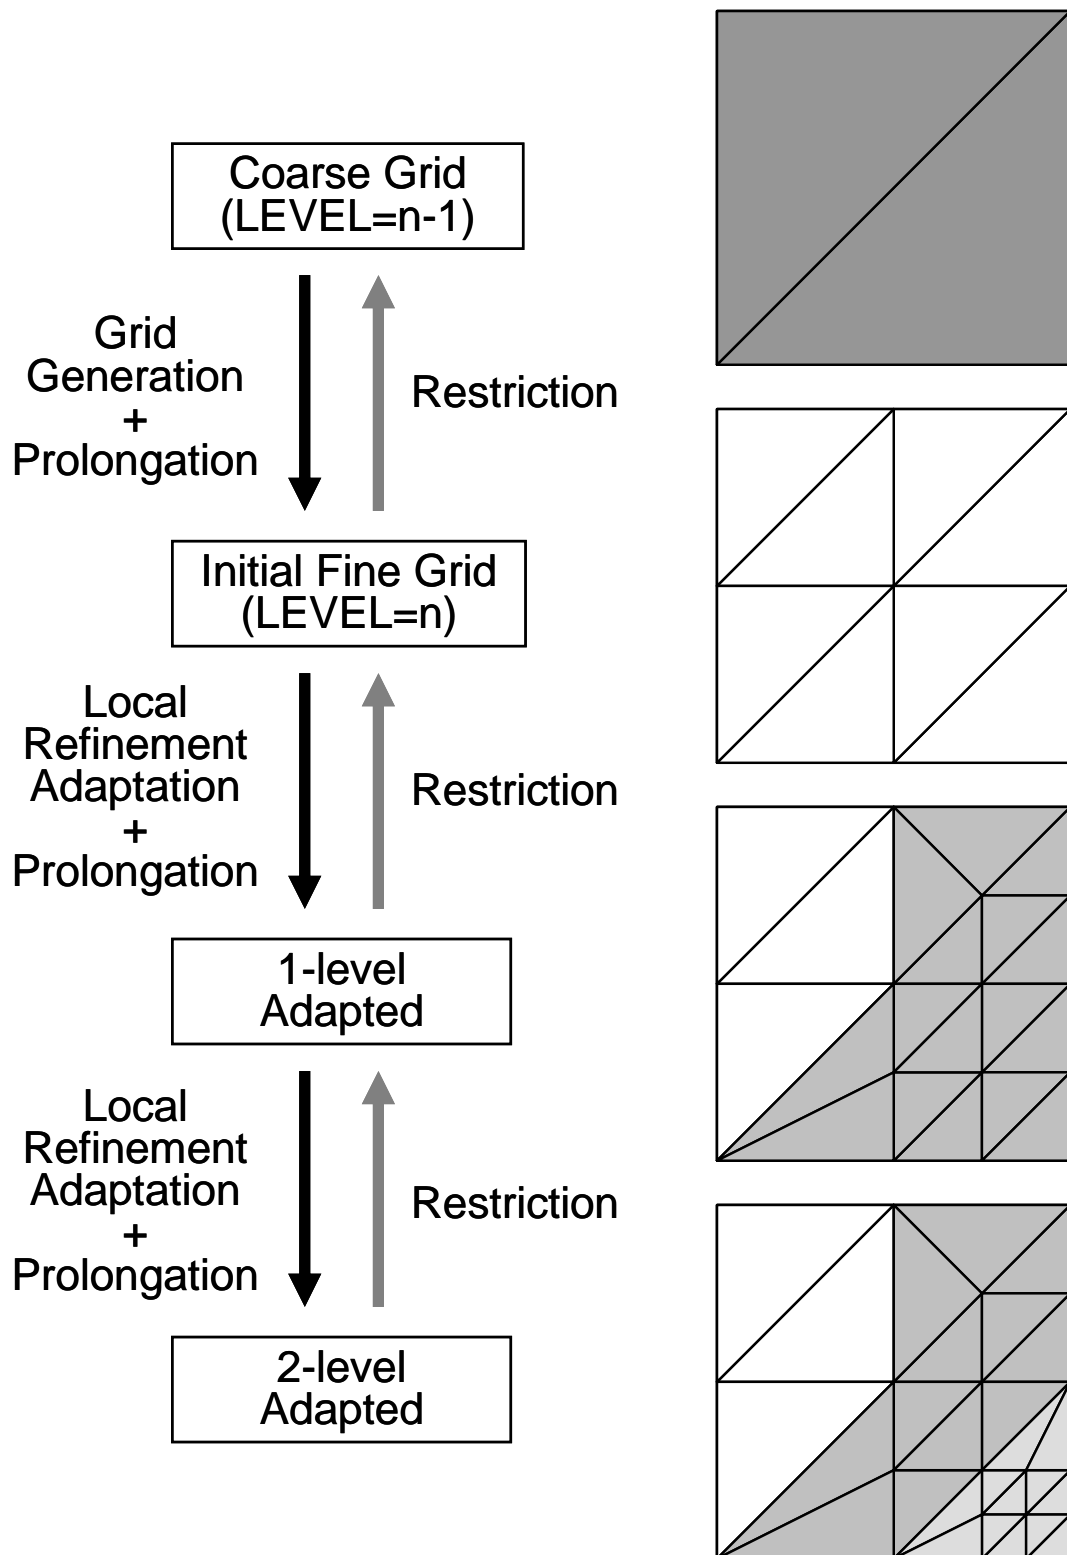 Coarse Grid
(LEVEL=n-1)
Grid
Generation
+
Prolongation
Restriction
Initial Fine Grid
(LEVEL=n)
Local
Refinement
Adaptation
+
Prolongation
Restriction
1-level
Adapted
Local
Refinement
Adaptation
+
Prolongation
Restriction
2-level
Adapted